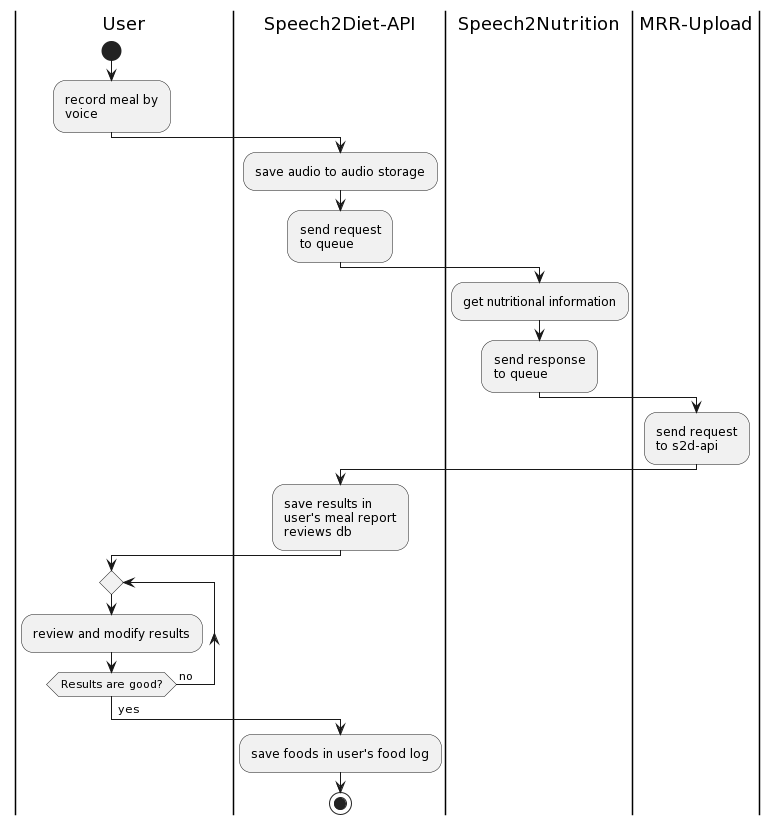 User
Speech2Diet-API
Speech2Nutrition
MRR-Upload
record meal by
voice
save audio to audio storage
send request
to queue
get nutritional information
send response
to queue
send request
to s2d-api
save results in
user's meal report
reviews db
review and modify results
Results are good?
no
yes
save foods in user's food log